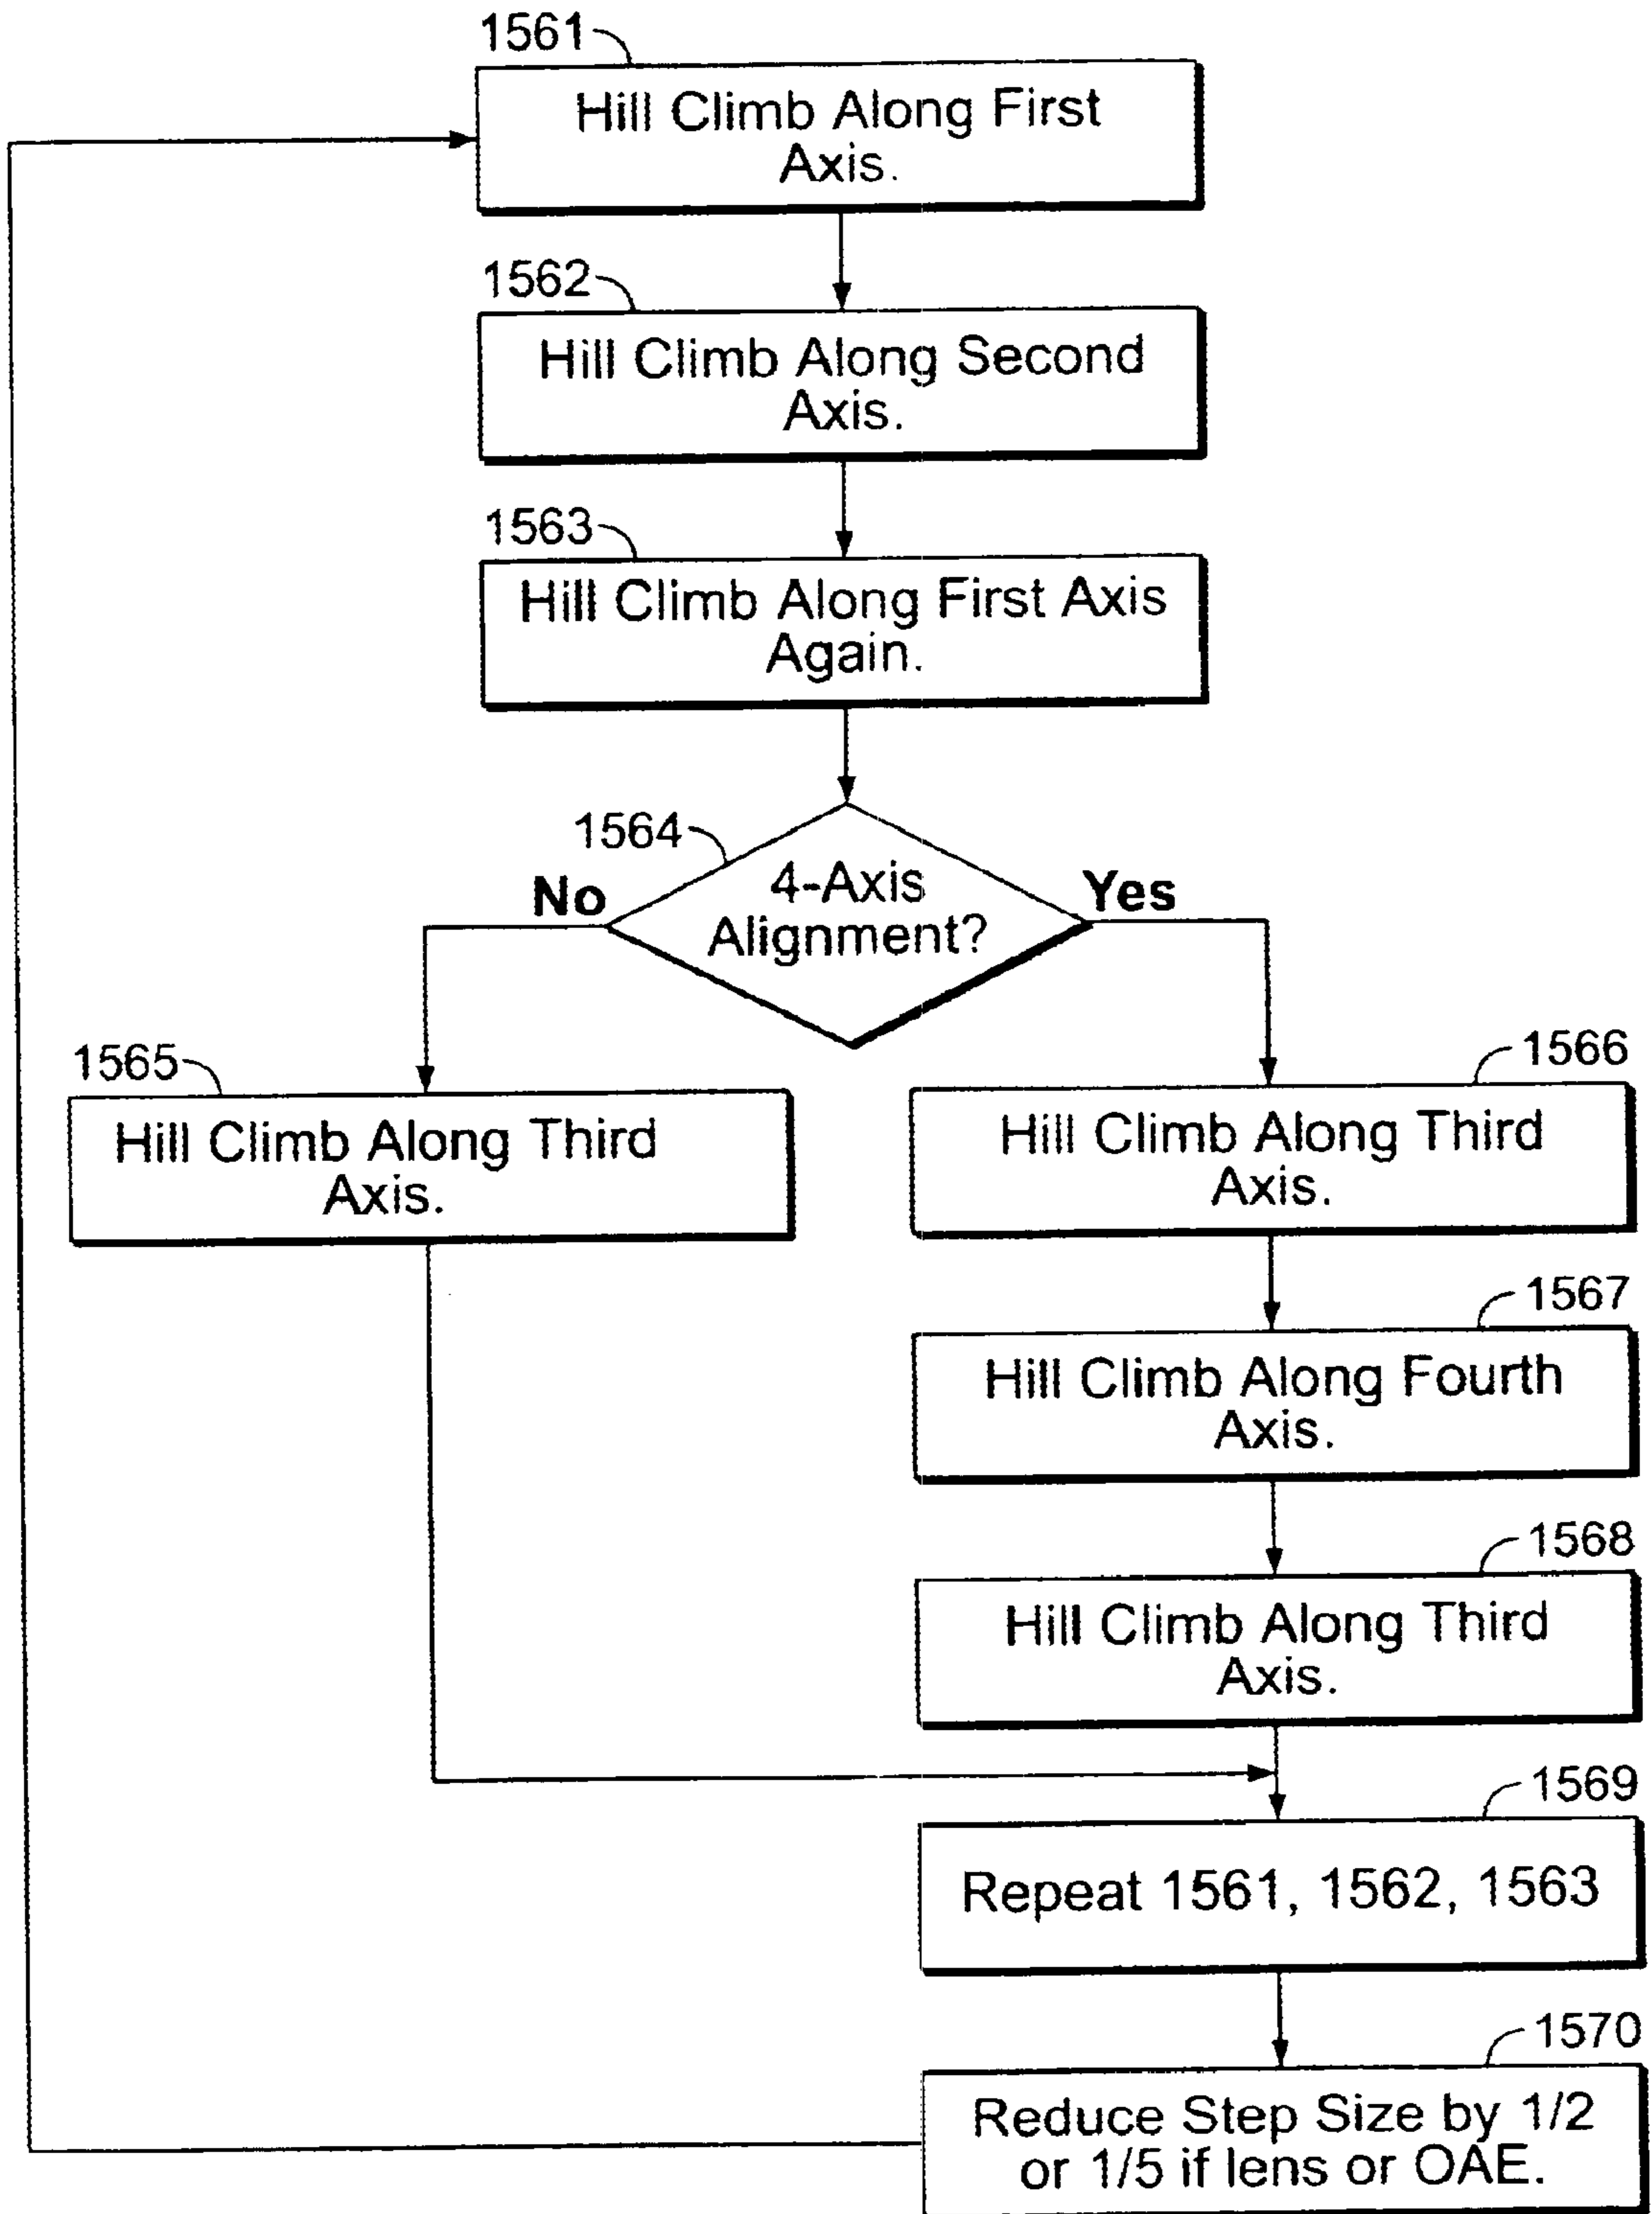 1561
Hill Climb Along First
Axis.
1562
Hill Climb Along Second
Axis.
1563
Hill Climb Along First Axis
Again.
1564
4-Axis
Alignment?
No
Yes
1565
Hill Climb Along Third
Axis.
1566
Hill Climb Along Third
Axis.
1567
Hill Climb Along Fourth
Axis.
1568
Hill Climb Along Third
Axis.
1569
Repeat 1561, 1562, 1563
1570
Reduce Step Size by 1/2
or 1/5 if lens or OAE.